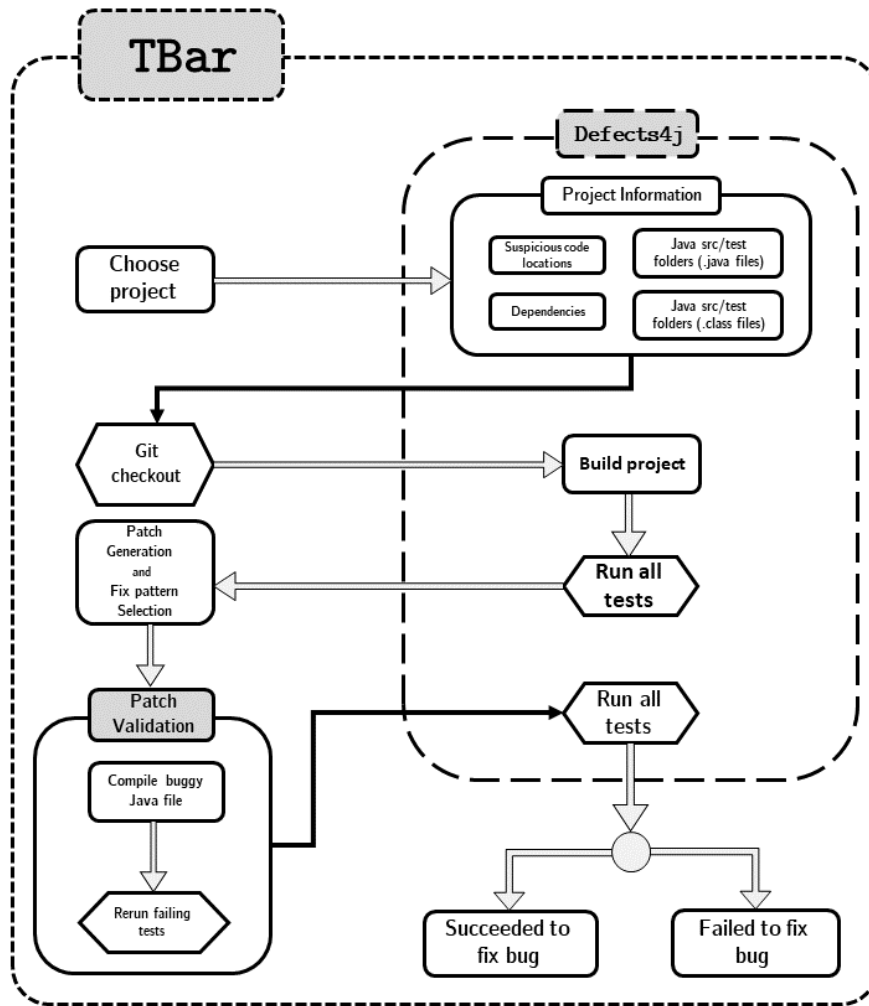 TBar
Defects4j
Project Information
Suspicious code
locations
Java src/test
folders (.java files)
Dependencies
Java src/test
folders (.class files)
Choose
project
Git
checkout
Build project
Patch
Generation
and
Fix pattern
Selection
Run all
tests
Patch
Validation
Run all
tests
Compile buggy
Java file
Rerun failing
tests
Succeeded to
fix bug
Failed to fix
bug